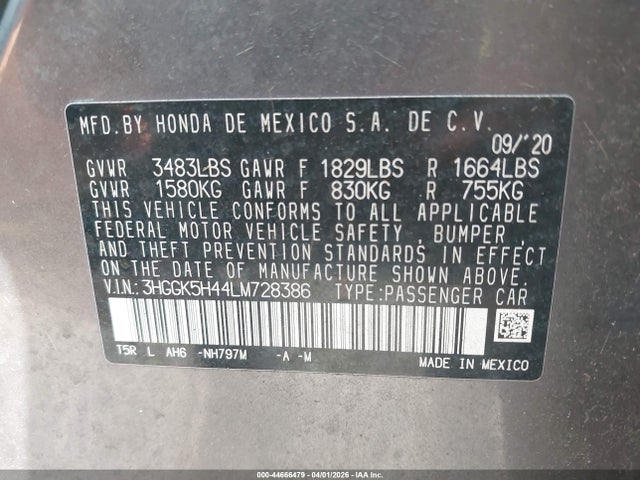 MFD.BY HONDA DE MEXICO S.A. DE C.V.
09/'20
GVWR 3483LBS GAWR F 1829LBS R 1664LBS
GVWR 1580KG GAWR F 830KG R 755KG
THIS VEHICLE CONFORMS TO ALL APPLICABLE
FEDERAL MOTOR VEHICLE SAFETY, BUMPER,
AND THEFT PREVENTION STANDARDS IN EFFECT
ON THE DATE OF MANUFACTURE SHOWN ABOVE.
V.I.N.:3HGGK5H44LM728386 TYPE:PASSENGER CAR
T5R L AH6 -NH797M -A -M
MADE IN MEXICO
000-44666479 - 04/01/2026 - IAA Inc.